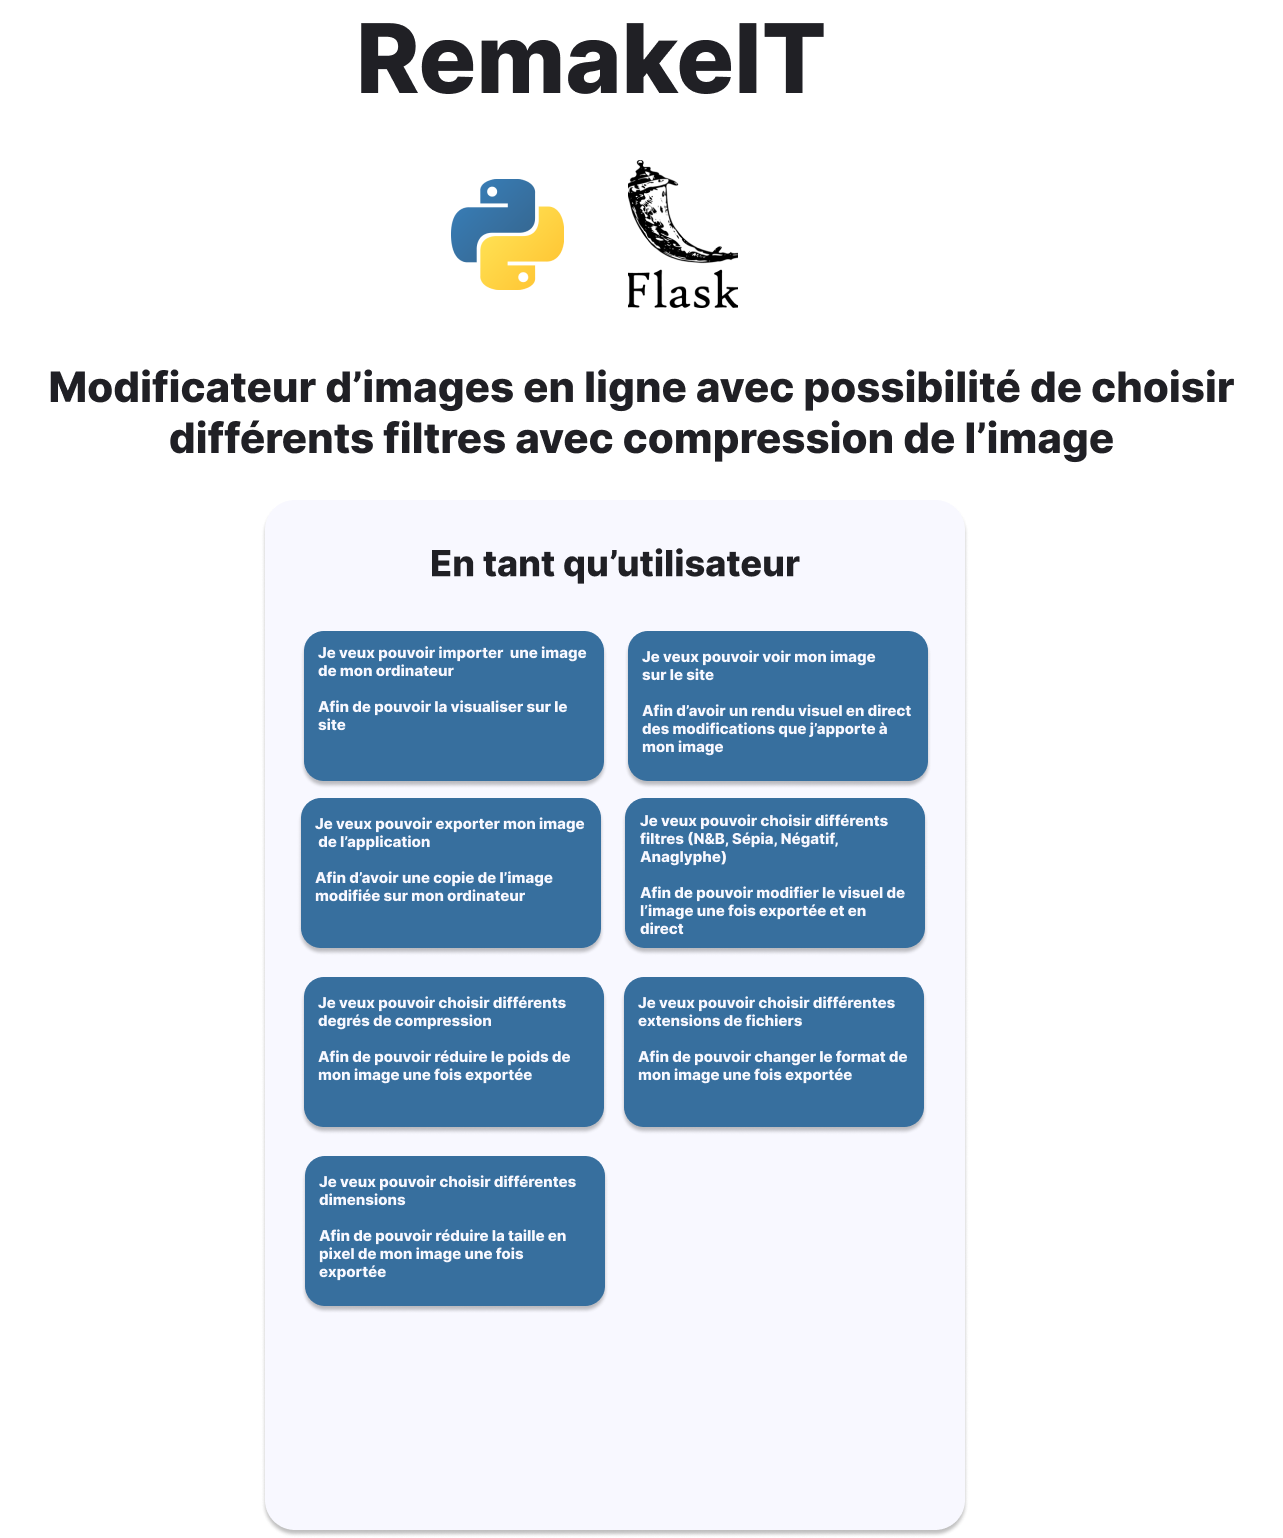 RemakeIT
Flask
Modificateur d’images en ligne avec possibilité de choisir
différents filtres avec compression de l’image
En tant qu’utilisateur
Je veux pouvoir importer  une image
de mon ordinateur
Afin de pouvoir la visualiser sur le
site
Je veux pouvoir voir mon image
sur le site
Afin d’avoir un rendu visuel en direct
des modifications que j’apporte à
mon image
Je veux pouvoir exporter mon image
de l’application
Afin d’avoir une copie de l’image
modifiée sur mon ordinateur
Je veux pouvoir choisir différents
filtres (N&B, Sépia, Négatif,
Anaglyphe)
Afin de pouvoir modifier le visuel de
l’image une fois exportée et en
direct
Je veux pouvoir choisir différents
degrés de compression
Afin de pouvoir réduire le poids de
mon image une fois exportée
Je veux pouvoir choisir différentes
extensions de fichiers
Afin de pouvoir changer le format de
mon image une fois exportée
Je veux pouvoir choisir différentes
dimensions
Afin de pouvoir réduire la taille en
pixel de mon image une fois
exportée